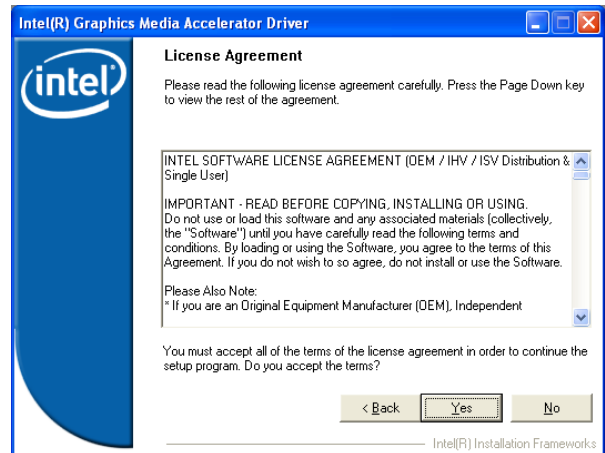 Intel(R) Graphics Media Accelerator Driver
intel
License Agreement
Please read the following license agreement carefully. Press the Page Down key
to view the rest of the agreement.
INTEL SOFTWARE LICENSE AGREEMENT (OEM / IHV / ISV Distribution &
Single User)
IMPORTANT - READ BEFORE COPYING, INSTALLING OR USING.
Do not use or load this software and any associated materials (collectively,
the "Software") until you have carefully read the following terms and
conditions. By loading or using the Software, you agree to the terms of this
Agreement. If you do not wish to so agree, do not install or use the Software.
Please Also Note:
* If you are an Original Equipment Manufacturer (OEM), Independent
You must accept all of the terms of the license agreement in order to continue the
setup program. Do you accept the terms?
< Back Yes No
Intel(R) Installation Frameworks